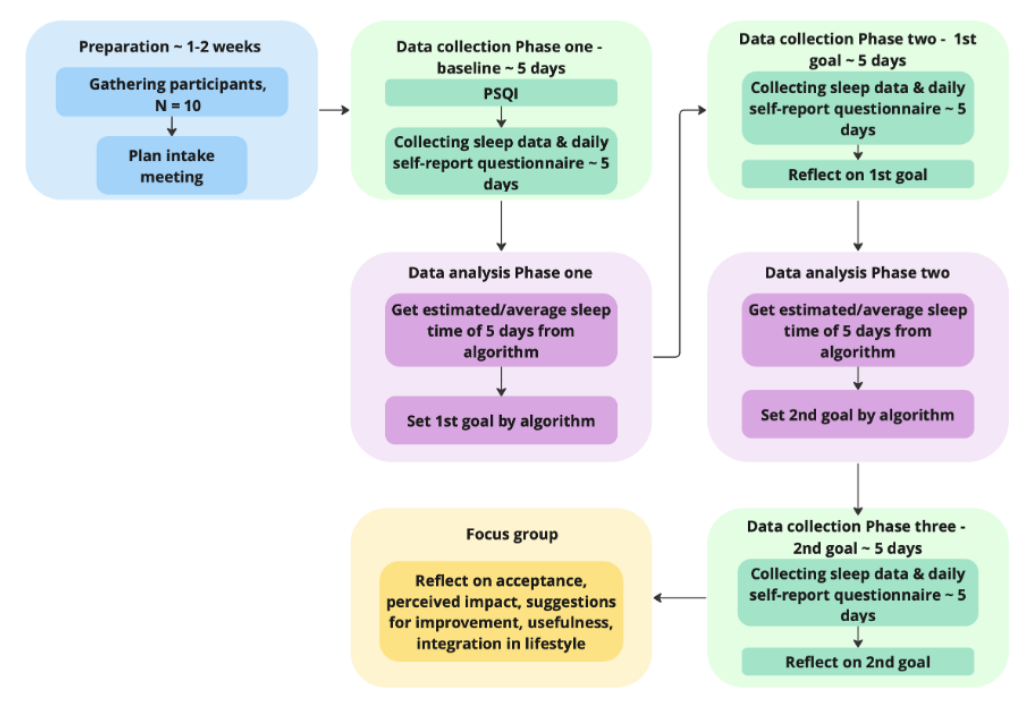 Preparation ~ 1-2 weeks
Gathering participants,
N = 10
Plan intake
meeting
Data collection Phase one -
baseline ~ 5 days
PSQI
Collecting sleep data & daily
self-report questionnaire ~ 5
days
Data analysis Phase one
Get estimated/average sleep
time of 5 days from
algorithm
Set 1st goal by algorithm
Data collection Phase two - 1st
goal ~ 5 days
Collecting sleep data & daily
self-report questionnaire ~ 5
days
Reflect on 1st goal
Data analysis Phase two
Get estimated/average sleep
time of 5 days from
algorithm
Set 2nd goal by algorithm
Data collection Phase three -
2nd goal ~ 5 days
Collecting sleep data & daily
self-report questionnaire ~ 5
days
Reflect on 2nd goal
Focus group
Reflect on acceptance,
perceived impact, suggestions
for improvement, usefulness,
integration in lifestyle